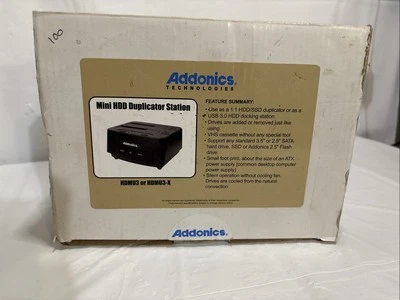 100
Addonics
TECHNOLOGIES
Mini HDD Duplicator Station
Addonics
HDMU3 or HDMU3-X
FEATURE SUMMARY:
- Use as a 1:1 HDD/SSD duplicator or as a
USB 3.0 HDD docking station
- Drives are added or removed just like
using
- VHS cassette without any special tool
- Support any standard 3.5" or 2.5" SATA
hard drive, SSD or Addonics 2.5" Flash
drive.
- Small foot print, about the size of an ATX
power supply (common desktop computer
power supply)
- Silent operation without cooling fan.
Drives are cooled from the natural
convection
Addonics